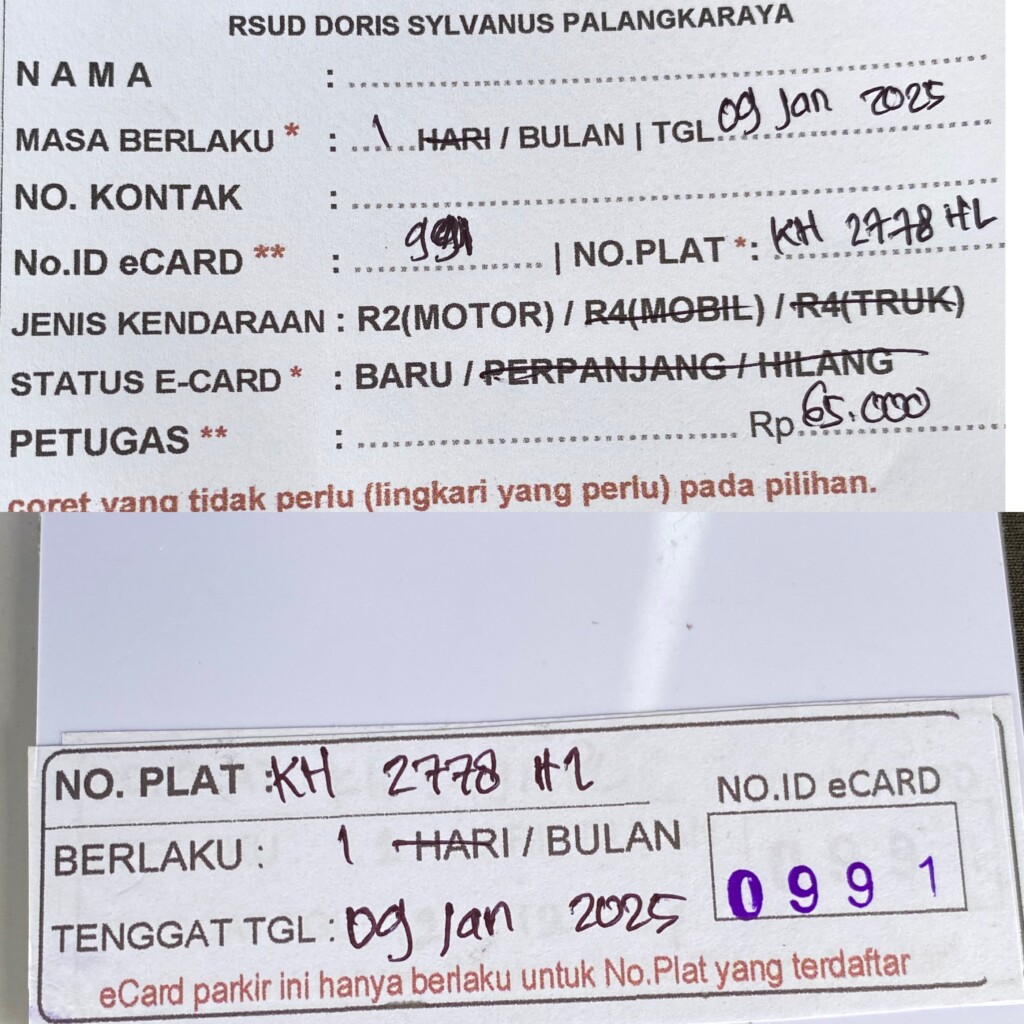 RSUD DORIS SYLVANUS PALANGKARAYA
N A M A :
MASA BERLAKU * : 1 HARI / BULAN | TGL 09 Jan 2025
NO. KONTAK :
No.ID eCARD ** : 991 | NO.PLAT *: KH 2778 HL
JENIS KENDARAAN : R2(MOTOR) / R4(MOBIL) / R4(TRUK)
STATUS E-CARD * : BARU / PERPANJANG / HILANG
PETUGAS ** : Rp 65.000
coret yang tidak perlu (lingkari yang perlu) pada pilihan.
NO. PLAT : KH 2778 HL
NO.ID eCARD
BERLAKU : 1 HARI / BULAN
0991
TENGGAT TGL : 09 Jan 2025
eCard parkir ini hanya berlaku untuk No.Plat yang terdaftar